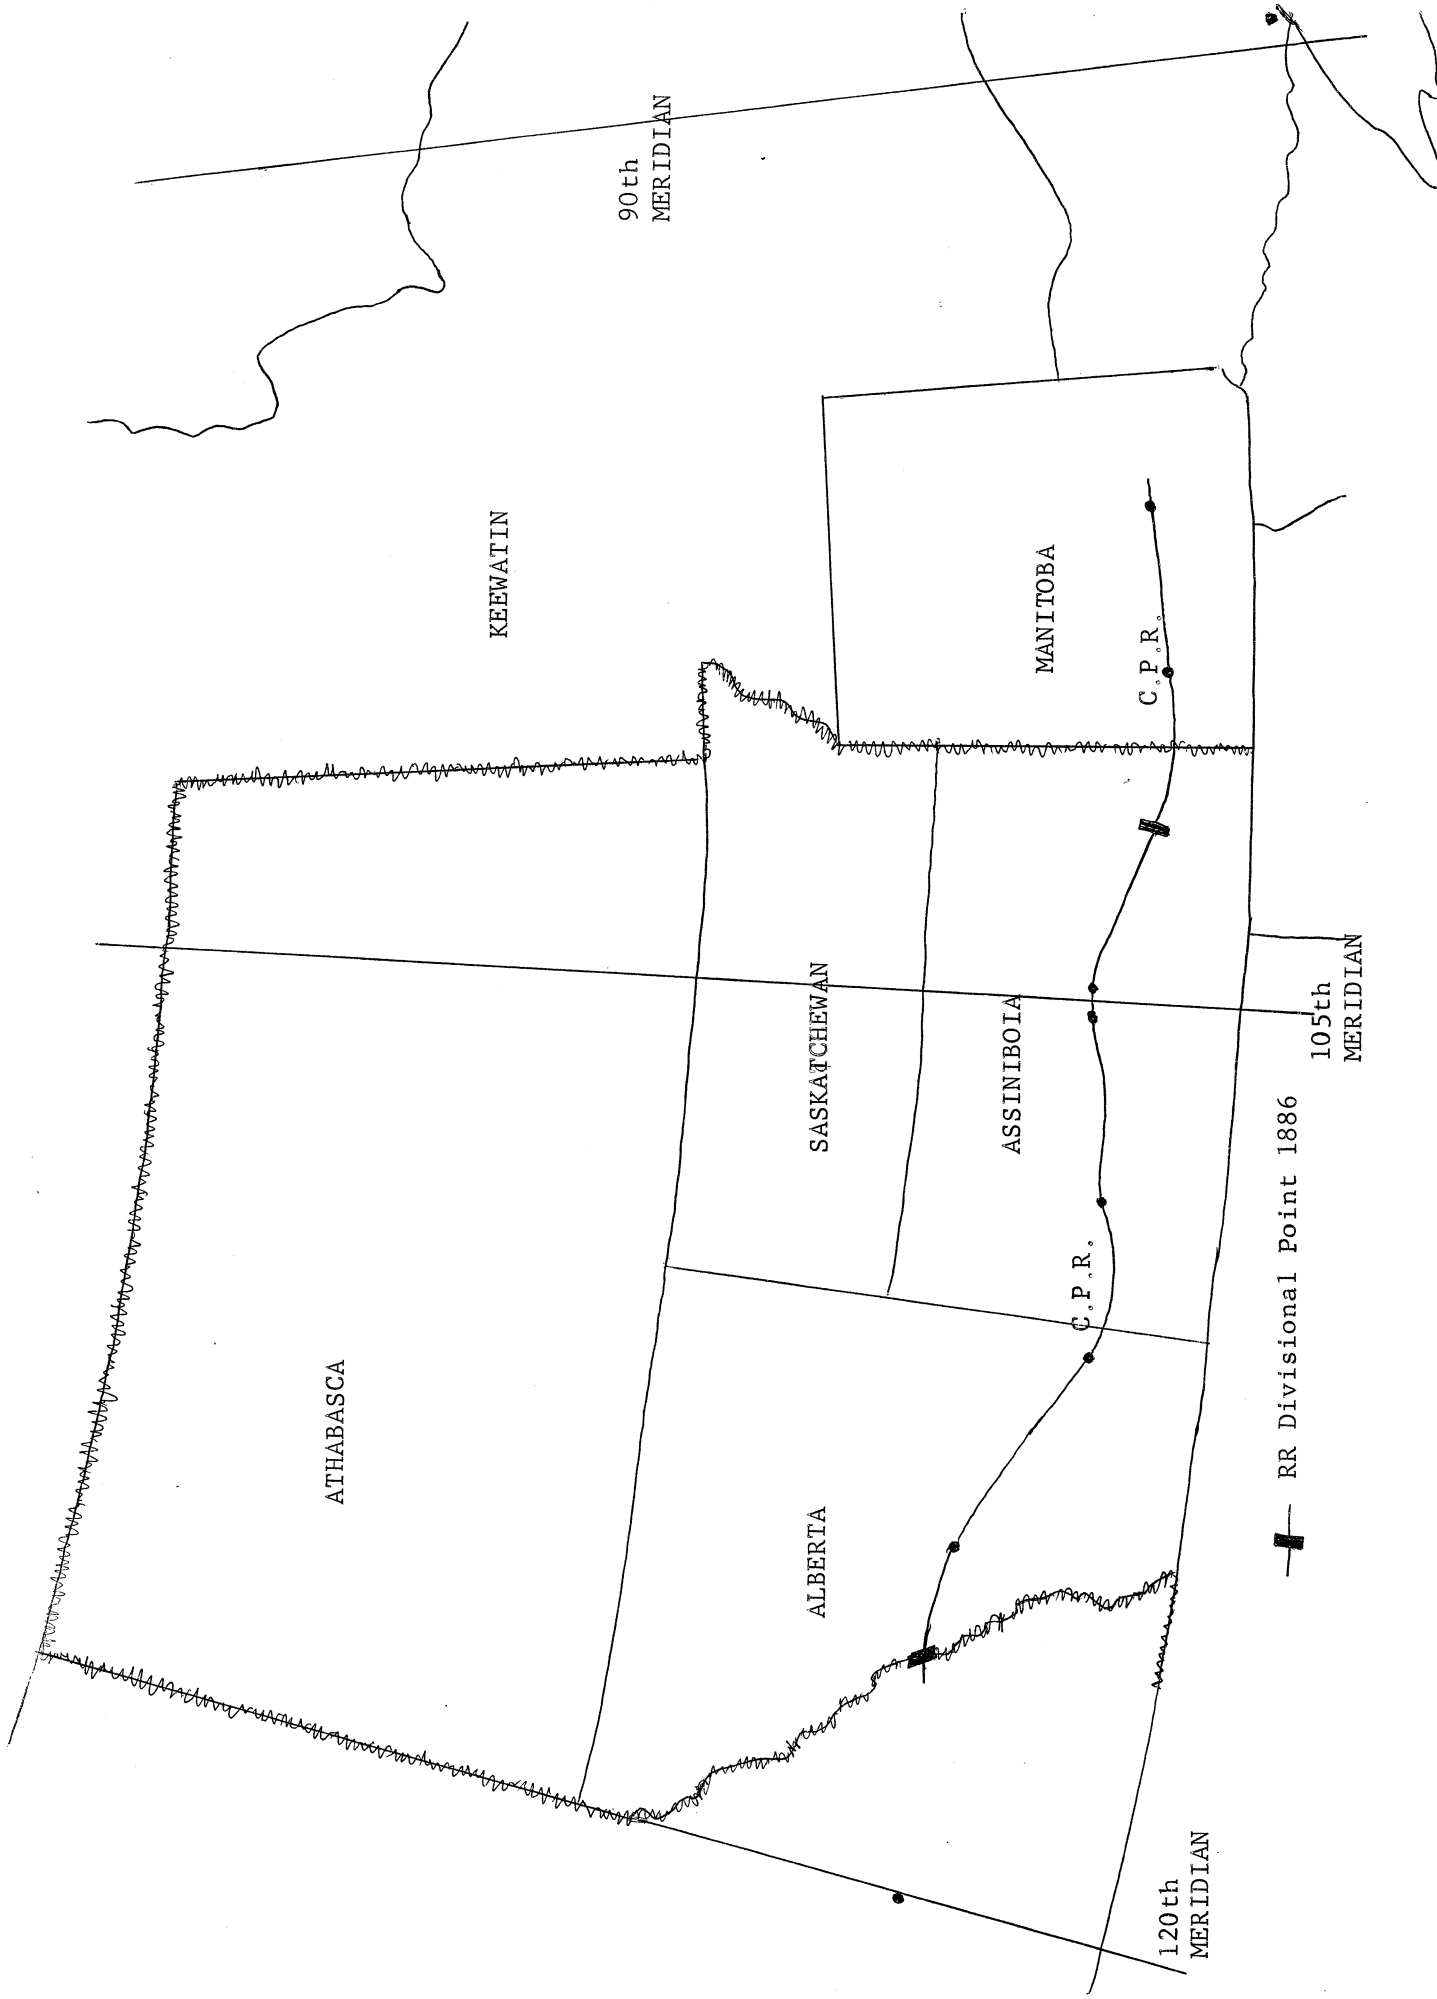 KEEWATIN
90th
MERIDIAN
ATHABASCA
SASKATCHEWAN
ALBERTA
ASSINIBOIA
MANITOBA
C.P.R.
C.P.R.
120th
MERIDIAN
RR Divisional Point 1886
105th
MERIDIAN